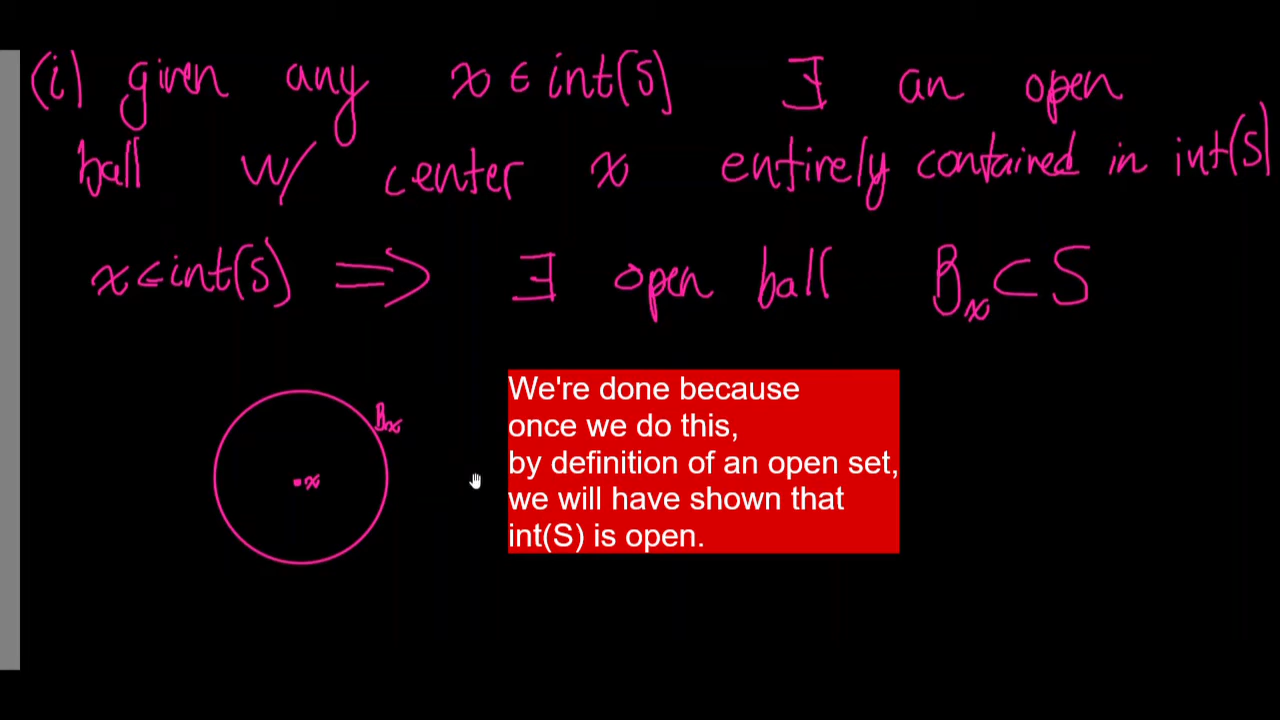 (i) given any x ∈ int(S) ∃ an open
ball w/ center x entirely contained in int(S)
x ∈ int(S) ⟹ ∃ open ball Bₓ ⊂ S
Bₓ
x
We're done because
once we do this,
by definition of an open set,
we will have shown that
int(S) is open.